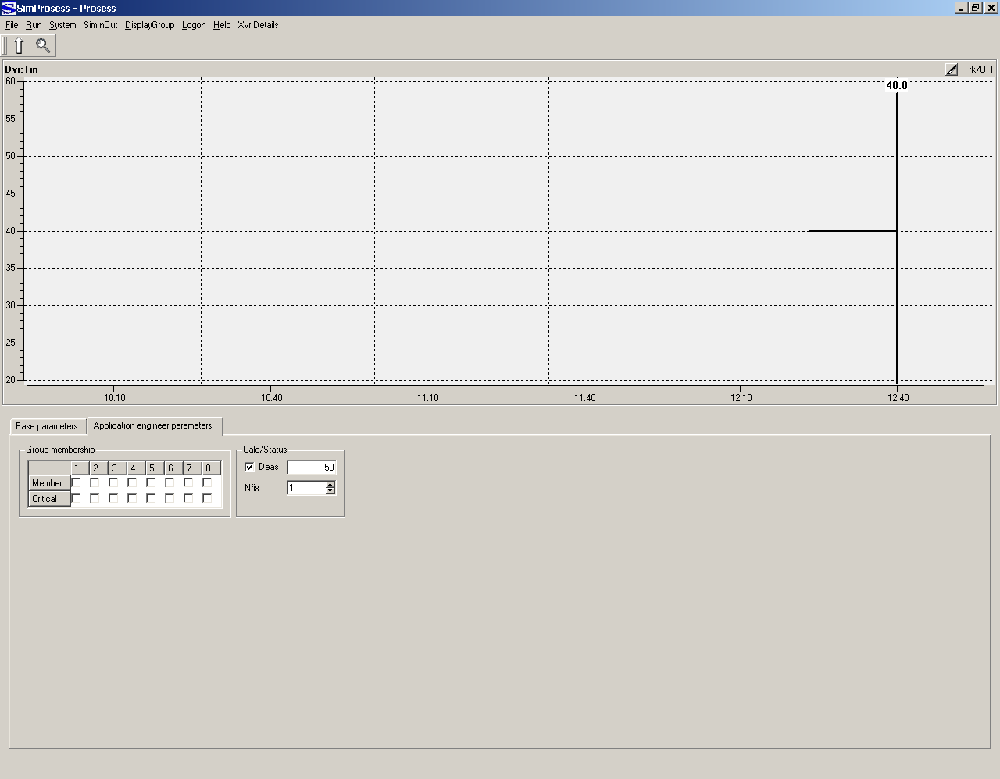 SimProsess - Prosess
File Run System SimInOut DisplayGroup Logon Help Xvr Details
Dvr:Tin Trk/OFF
60
40.0
55
50
45
40
35
30
25
20
10:10 10:40 11:10 11:40 12:10 12:40
Base parameters Application engineer parameters
Group membership Calc/Status
1 2 3 4 5 6 7 8
Deas 50
Member
Nfix 1
Critical